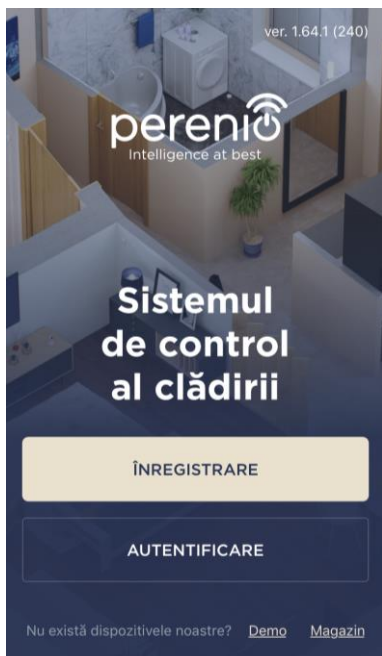 ver. 1.64.1 (240)
perenio
Intelligence at best
Sistemul
de control
al clădirii
ÎNREGISTRARE
AUTENTIFICARE
Nu există dispozitivele noastre? Demo Magazin